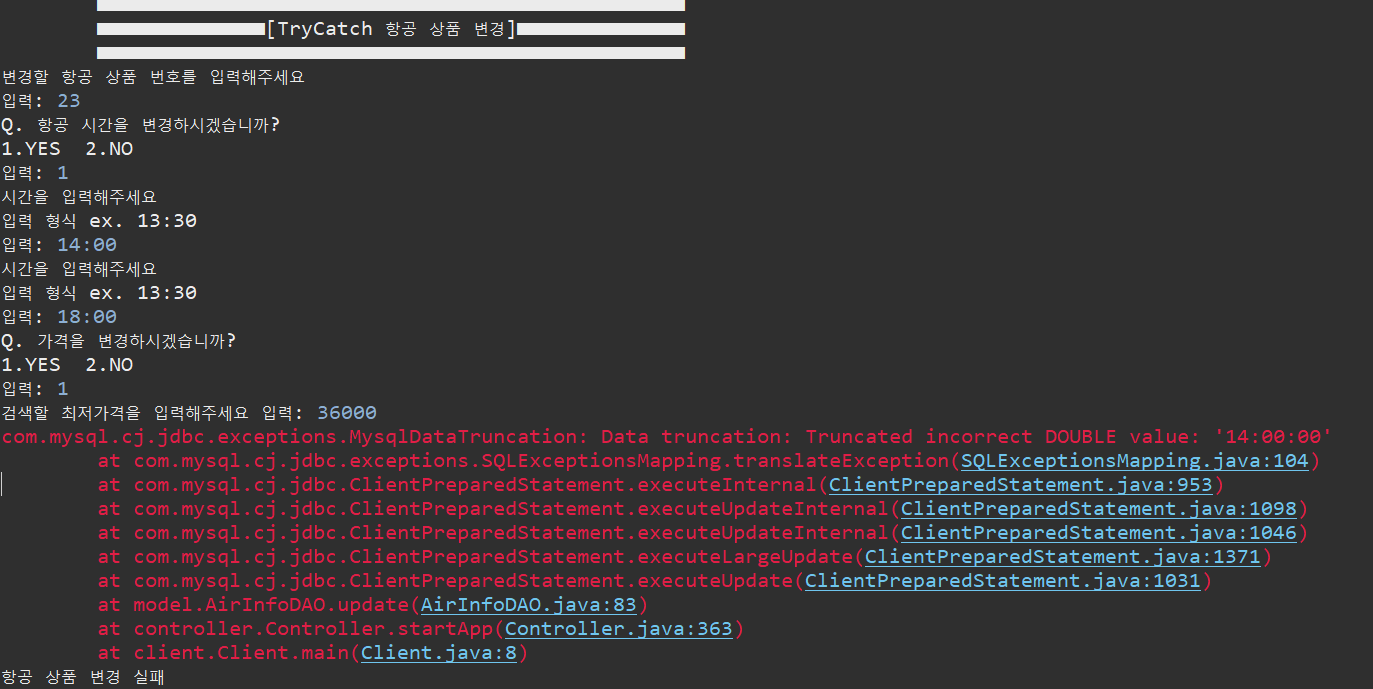 [TryCatch 항공 상품 변경]
변경할 항공 상품 번호를 입력해주세요
입력: 23
Q. 항공 시간을 변경하시겠습니까?
1.YES  2.NO
입력: 1
시간을 입력해주세요
입력 형식 ex. 13:30
입력: 14:00
시간을 입력해주세요
입력 형식 ex. 13:30
입력: 18:00
Q. 가격을 변경하시겠습니까?
1.YES  2.NO
입력: 1
검색할 최저가격을 입력해주세요 입력: 36000
com.mysql.cj.jdbc.exceptions.MysqlDataTruncation: Data truncation: Truncated incorrect DOUBLE value: '14:00:00'
at com.mysql.cj.jdbc.exceptions.SQLExceptionsMapping.translateException(SQLExceptionsMapping.java:104)
at com.mysql.cj.jdbc.ClientPreparedStatement.executeInternal(ClientPreparedStatement.java:953)
at com.mysql.cj.jdbc.ClientPreparedStatement.executeUpdateInternal(ClientPreparedStatement.java:1098)
at com.mysql.cj.jdbc.ClientPreparedStatement.executeUpdateInternal(ClientPreparedStatement.java:1046)
at com.mysql.cj.jdbc.ClientPreparedStatement.executeLargeUpdate(ClientPreparedStatement.java:1371)
at com.mysql.cj.jdbc.ClientPreparedStatement.executeUpdate(ClientPreparedStatement.java:1031)
at model.AirInfoDAO.update(AirInfoDAO.java:83)
at controller.Controller.startApp(Controller.java:363)
at client.Client.main(Client.java:8)
항공 상품 변경 실패